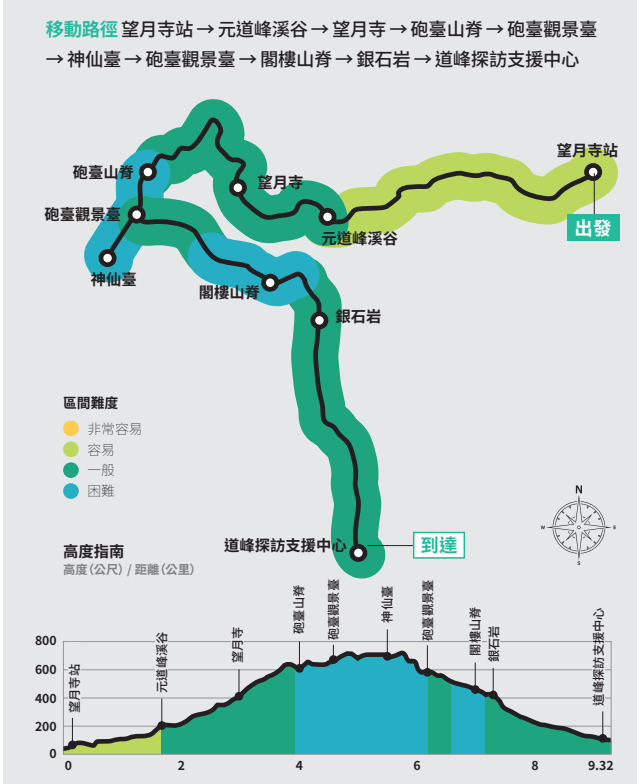 移動路徑 望月寺站 → 元道峰溪谷 → 望月寺 → 砲臺山脊 → 砲臺觀景臺
→ 神仙臺 → 砲臺觀景臺 → 閣樓山脊 → 銀石岩 → 道峰探訪支援中心
望月寺站
砲臺山脊
望月寺
砲臺觀景臺
出發
元道峰溪谷
神仙臺
閣樓山脊
銀石岩
區間難度
非常容易
容易
一般
困難
N
W
E
S
道峰探訪支援中心
到達
高度指南
高度(公尺) / 距離(公里)
望月寺站
元道峰溪谷
望月寺
砲臺山脊
砲臺觀景臺
神仙臺
砲臺觀景臺
閣樓山脊
銀石岩
道峰探訪支援中心
800
600
400
200
0
0 2 4 6 8 9.32